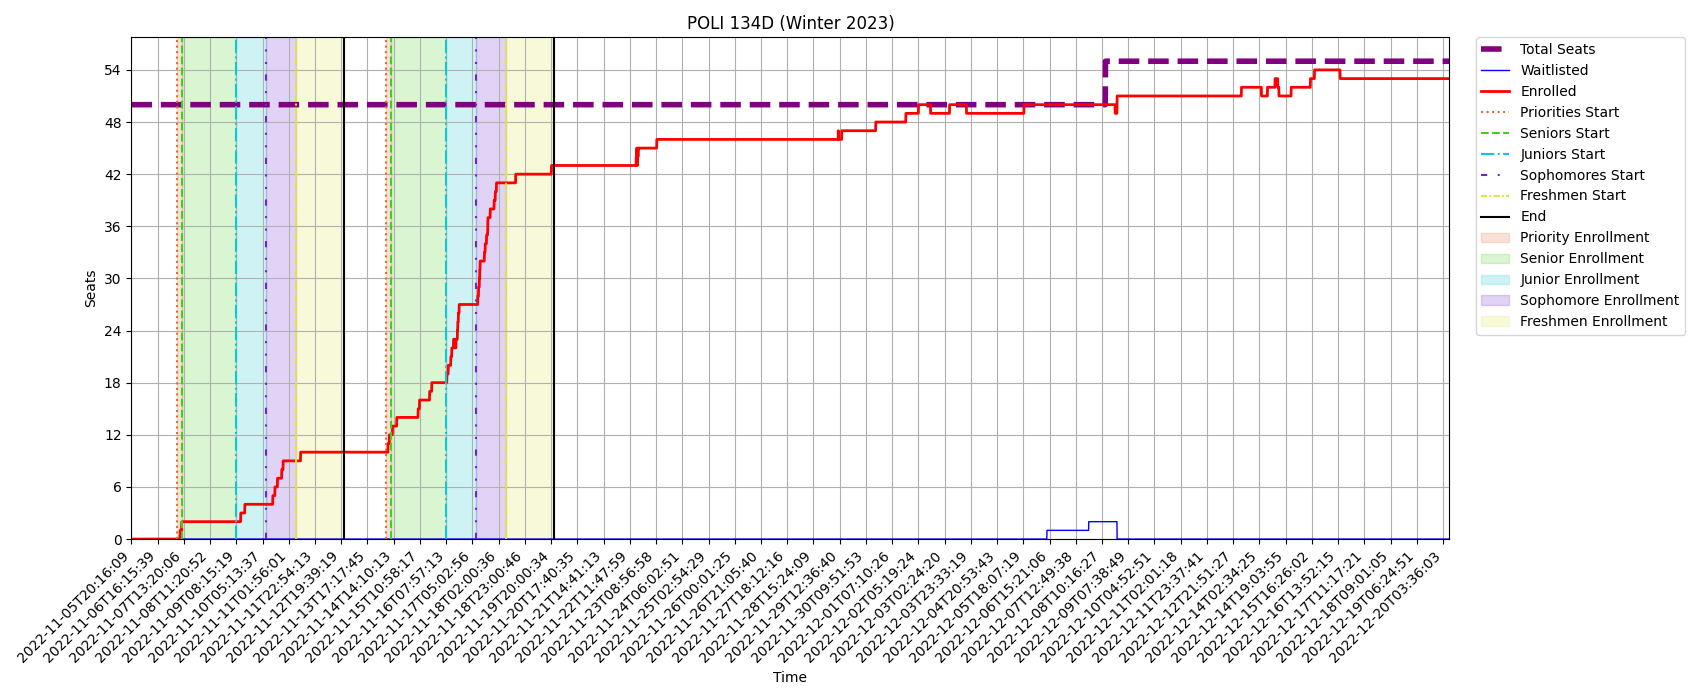 POLI 134D (Winter 2023)
Total Seats
Waitlisted
Enrolled
Priorities Start
Seniors Start
Juniors Start
Sophomores Start
Freshmen Start
End
Priority Enrollment
Senior Enrollment
Junior Enrollment
Sophomore Enrollment
Freshmen Enrollment
Seats
54
48
42
36
30
24
18
12
6
0
2022-11-05T20:16:09
2022-11-06T16:15:39
2022-11-07T13:20:06
2022-11-08T11:20:52
2022-11-09T08:15:19
2022-11-10T05:13:37
2022-11-11T01:56:01
2022-11-11T22:54:13
2022-11-12T19:39:19
2022-11-13T17:17:45
2022-11-14T14:10:13
2022-11-15T10:58:17
2022-11-16T07:57:13
2022-11-17T05:02:56
2022-11-18T02:00:36
2022-11-18T23:00:46
2022-11-19T20:00:34
2022-11-20T17:40:35
2022-11-21T14:41:13
2022-11-22T11:47:59
2022-11-23T08:56:58
2022-11-24T06:02:51
2022-11-25T02:54:29
2022-11-26T00:01:25
2022-11-26T21:05:40
2022-11-27T18:12:16
2022-11-28T15:24:09
2022-11-29T12:36:40
2022-11-30T09:51:53
2022-12-01T07:10:26
2022-12-02T05:19:24
2022-12-03T02:24:20
2022-12-03T23:33:19
2022-12-04T20:53:43
2022-12-05T18:07:19
2022-12-06T15:21:06
2022-12-07T12:49:38
2022-12-08T10:16:27
2022-12-09T07:38:49
2022-12-10T04:52:51
2022-12-11T02:01:18
2022-12-11T23:37:41
2022-12-12T21:51:27
2022-12-13T20:34:25
2022-12-14T19:03:55
2022-12-15T16:26:02
2022-12-16T13:52:15
2022-12-17T11:17:21
2022-12-18T09:01:05
2022-12-19T06:24:51
2022-12-20T03:36:03
Time